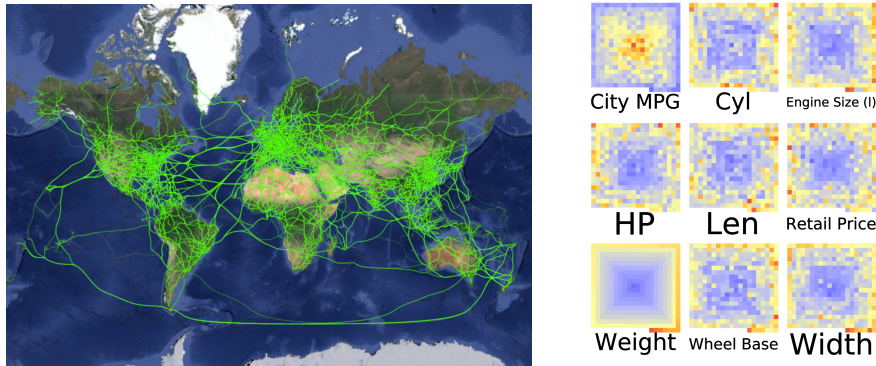 City MPG
Cyl
Engine Size (l)
HP
Len
Retail Price
Weight
Wheel Base
Width